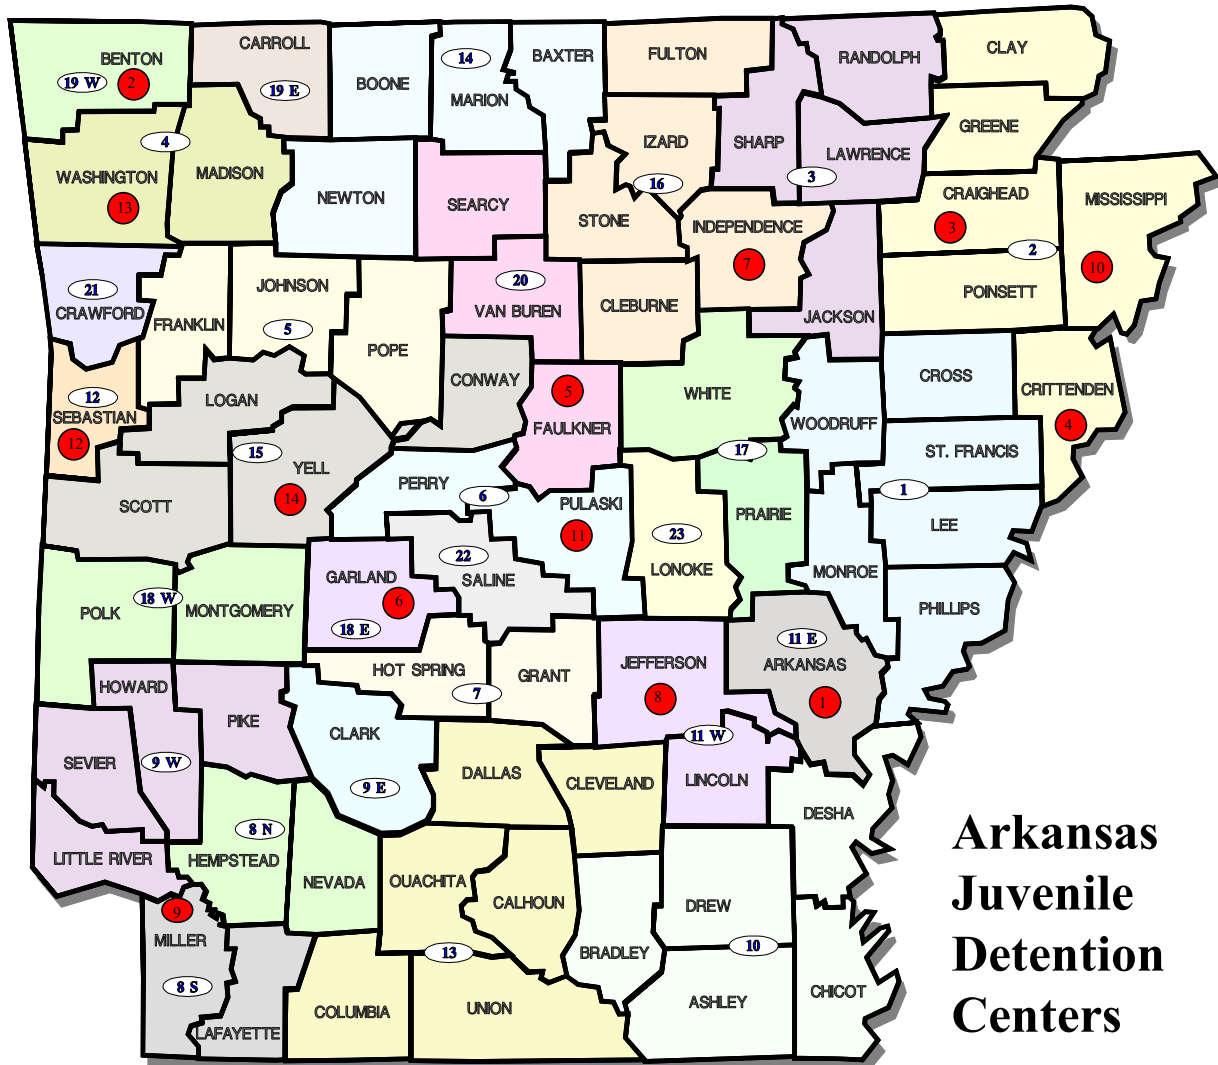 CARROLL
BENTON
19 W
2
19 E
BOONE
14
MARION
BAXTER
FULTON
RANDOLPH
CLAY
GREENE
4
WASHINGTON
13
MADISON
NEWTON
SEARCY
IZARD
16
STONE
SHARP
LAWRENCE
3
CRAIGHEAD
3
MISSISSIPPI
10
2
POINSETT
INDEPENDENCE
7
21
CRAWFORD
FRANKLIN
JOHNSON
5
POPE
20
VAN BUREN
CLEBURNE
JACKSON
CONWAY
5
FAULKNER
WHITE
WOODRUFF
CROSS
CRITTENDEN
4
12
SEBASTIAN
12
LOGAN
15
YELL
14
SCOTT
PERRY
6
PULASKI
11
17
PRAIRIE
ST. FRANCIS
1
LEE
23
LONOKE
MONROE
PHILLIPS
22
SALINE
GARLAND
6
18 E
18 W
POLK
MONTGOMERY
HOT SPRING
7
GRANT
JEFFERSON
8
11 E
ARKANSAS
1
HOWARD
PIKE
CLARK
9 E
SEVIER
9 W
DALLAS
CLEVELAND
11 W
LINCOLN
DESHA
8 N
HEMPSTEAD
LITTLE RIVER
NEVADA
OUACHITA
CALHOUN
DREW
BRADLEY
10
9
MILLER
8 S
LAFAYETTE
COLUMBIA
13
UNION
ASHLEY
CHICOT
Arkansas
Juvenile
Detention
Centers